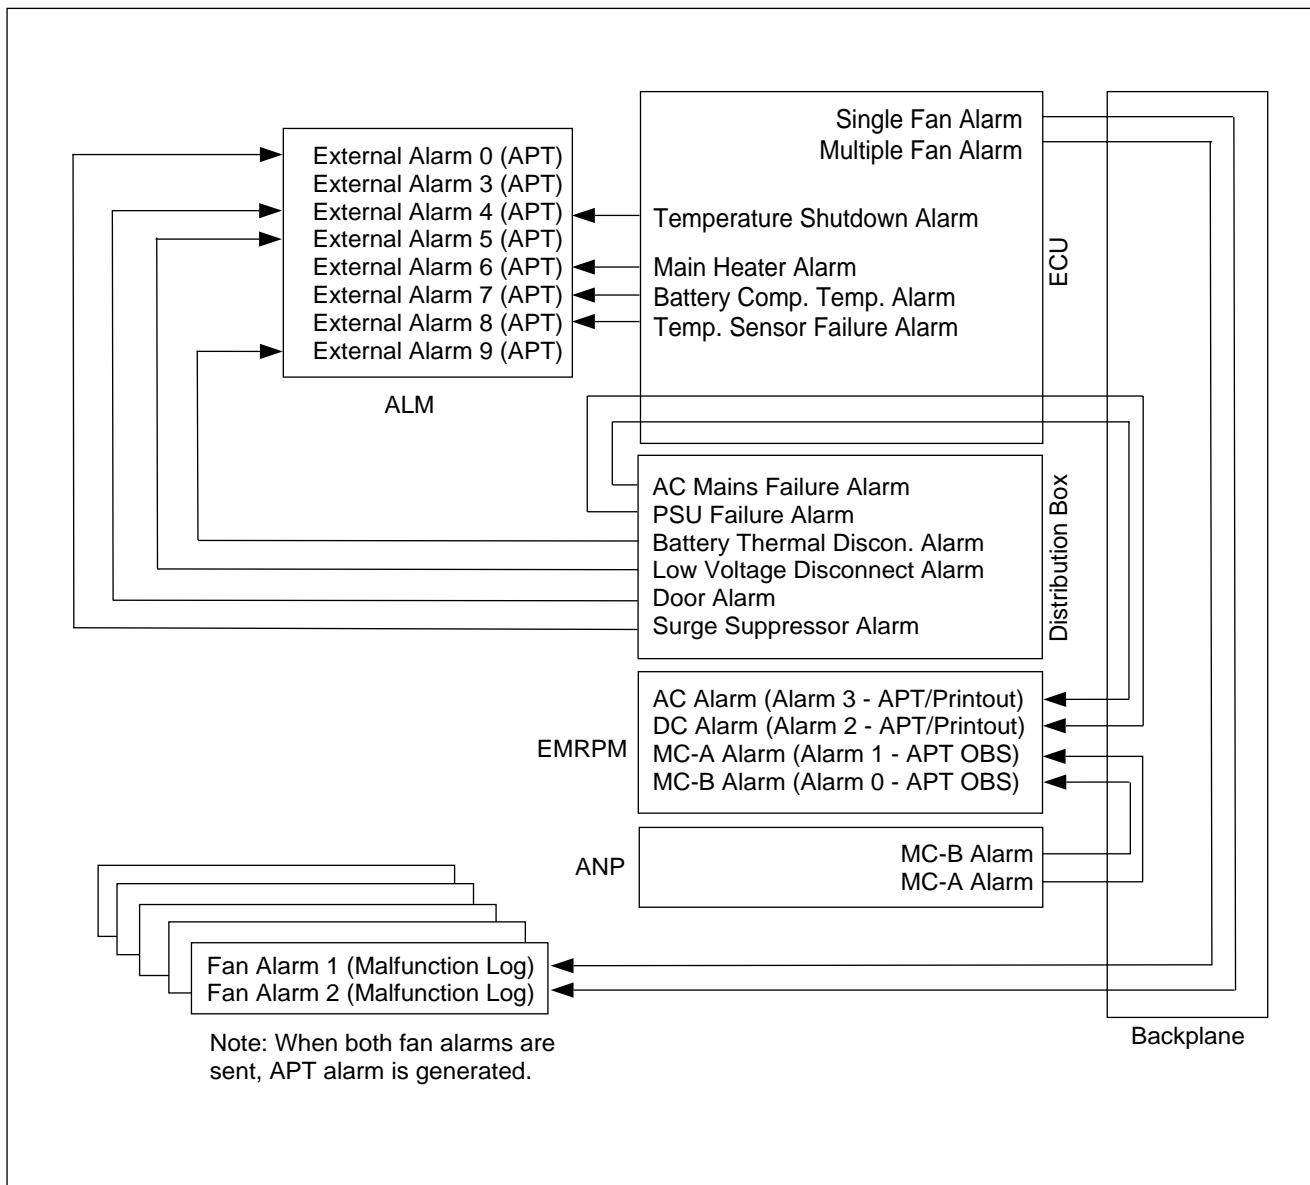 Single Fan Alarm
Multiple Fan Alarm
Temperature Shutdown Alarm
Main Heater Alarm
Battery Comp. Temp. Alarm
Temp. Sensor Failure Alarm
ECU
External Alarm 0 (APT)
External Alarm 3 (APT)
External Alarm 4 (APT)
External Alarm 5 (APT)
External Alarm 6 (APT)
External Alarm 7 (APT)
External Alarm 8 (APT)
External Alarm 9 (APT)
ALM
AC Mains Failure Alarm
PSU Failure Alarm
Battery Thermal Discon. Alarm
Low Voltage Disconnect Alarm
Door Alarm
Surge Suppressor Alarm
Distribution Box
AC Alarm (Alarm 3 - APT/Printout)
DC Alarm (Alarm 2 - APT/Printout)
MC-A Alarm (Alarm 1 - APT OBS)
MC-B Alarm (Alarm 0 - APT OBS)
EMRPM
MC-B Alarm
MC-A Alarm
ANP
Fan Alarm 1 (Malfunction Log)
Fan Alarm 2 (Malfunction Log)
Note: When both fan alarms are
sent, APT alarm is generated.
Backplane